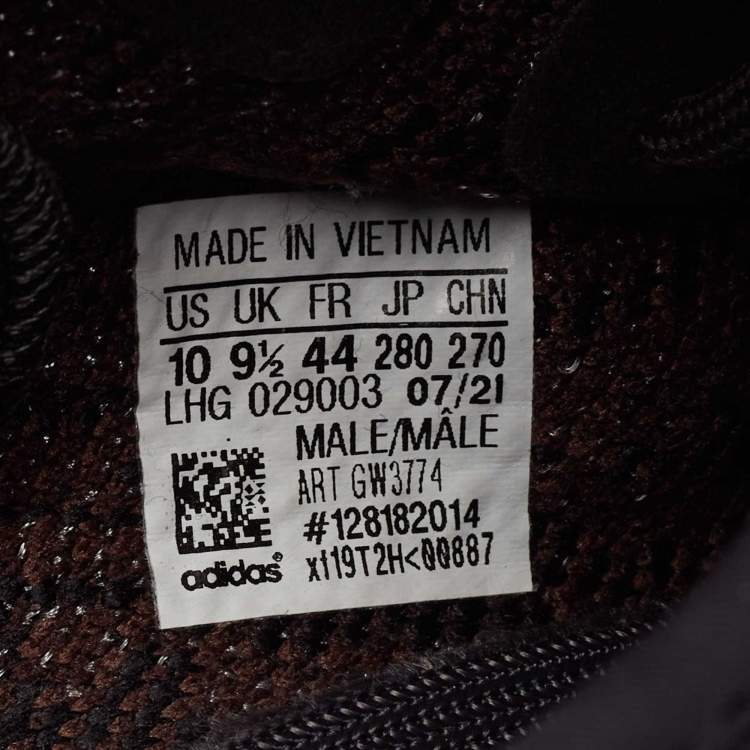 MADE IN VIETNAM
US UK FR JP CHN
10 9½ 44 280 270
LHG 029003 07/21
MALE/MÂLE
ART GW3774
#128182014
xt19T2H<00887
adidas®